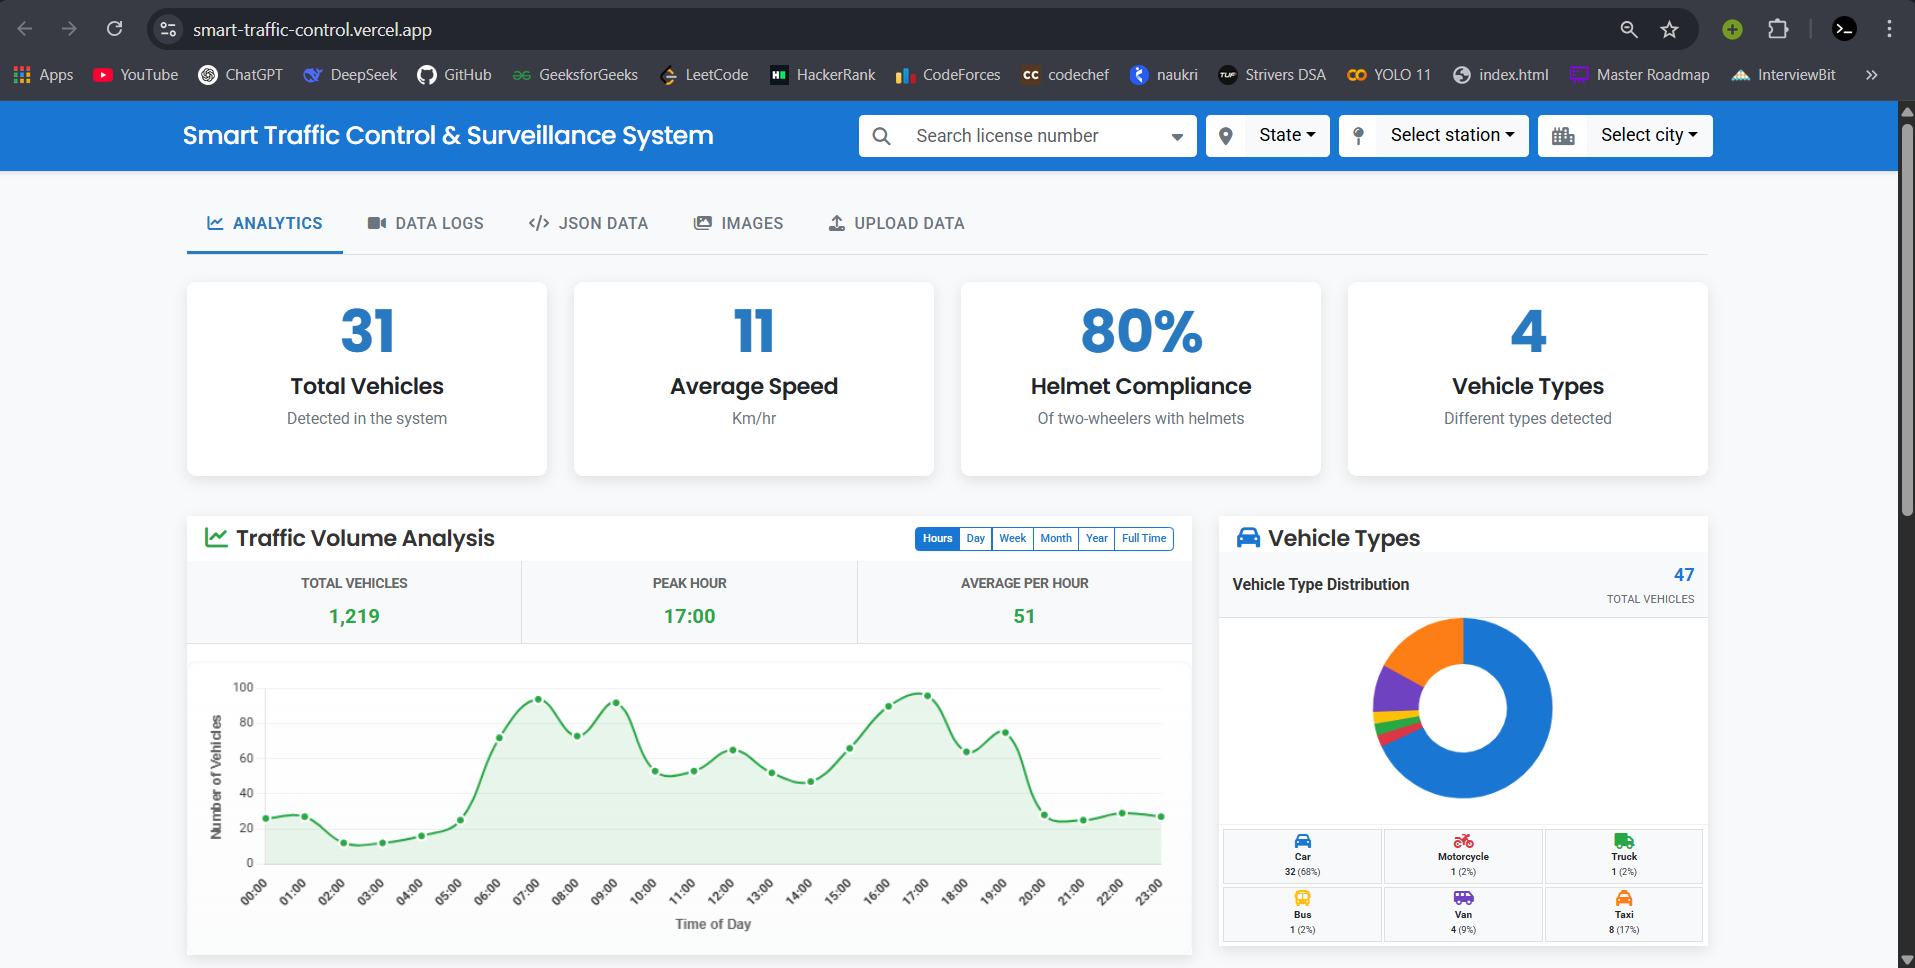 smart-traffic-control.vercel.app
Apps YouTube ChatGPT DeepSeek GitHub GeeksforGeeks LeetCode HackerRank CodeForces codechef naukri Strivers DSA YOLO 11 index.html Master Roadmap InterviewBit »
Smart Traffic Control & Surveillance System
Search license number State Select station Select city
ANALYTICS DATA LOGS </> JSON DATA IMAGES UPLOAD DATA
31
Total Vehicles
Detected in the system
11
Average Speed
Km/hr
80%
Helmet Compliance
Of two-wheelers with helmets
4
Vehicle Types
Different types detected
Traffic Volume Analysis
Hours Day Week Month Year Full Time
TOTAL VEHICLES
1,219
PEAK HOUR
17:00
AVERAGE PER HOUR
51
Number of Vehicles
100
80
60
40
20
0
00:00 01:00 02:00 03:00 04:00 05:00 06:00 07:00 08:00 09:00 10:00 11:00 12:00 13:00 14:00 15:00 16:00 17:00 18:00 19:00 20:00 21:00 22:00 23:00
Time of Day
Vehicle Types
Vehicle Type Distribution
47
TOTAL VEHICLES
Car
32 (68%)
Motorcycle
1 (2%)
Truck
1 (2%)
Bus
1 (2%)
Van
4 (9%)
Taxi
8 (17%)